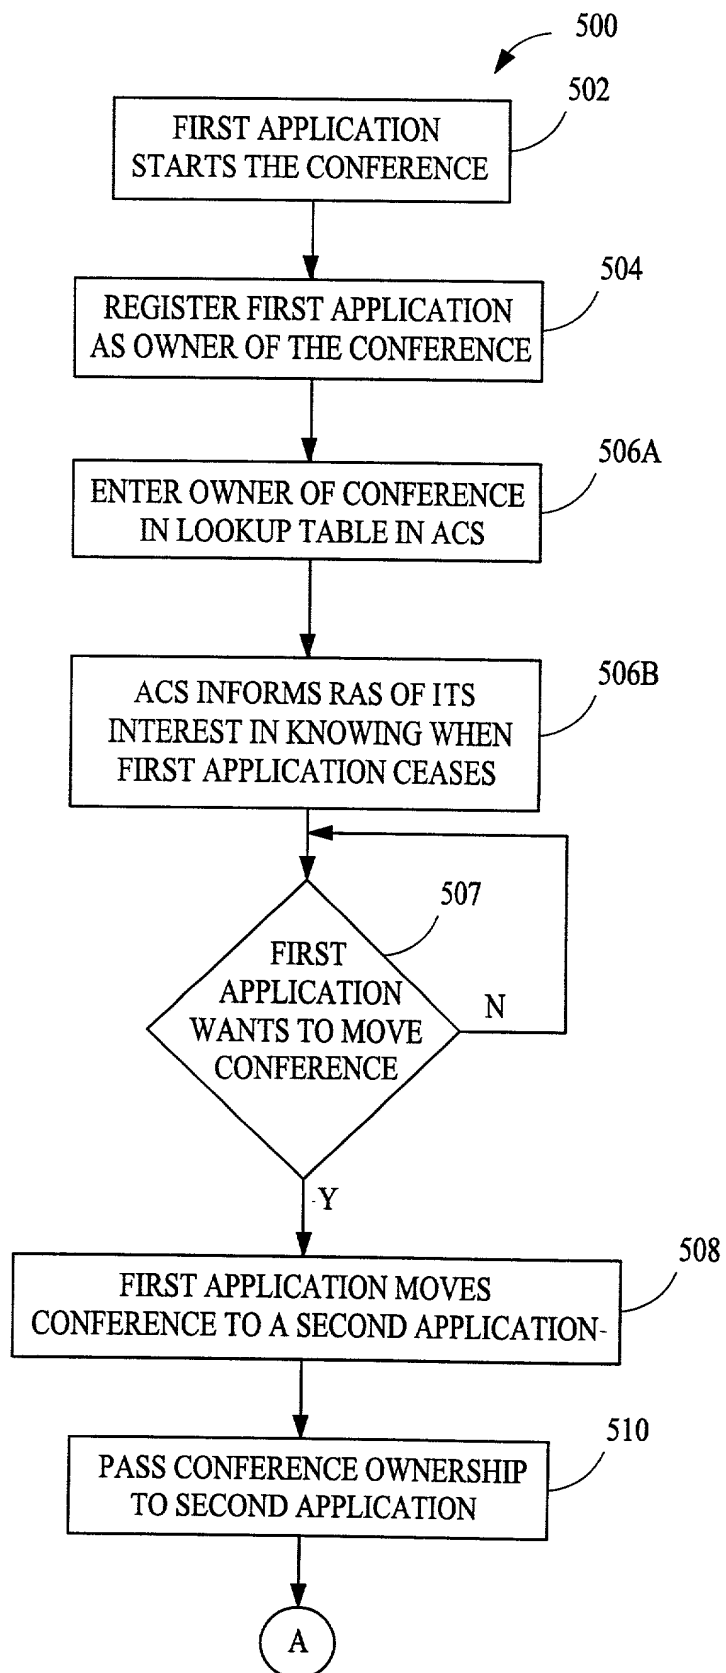 500
502
FIRST APPLICATION
STARTS THE CONFERENCE
504
REGISTER FIRST APPLICATION
AS OWNER OF THE CONFERENCE
506A
ENTER OWNER OF CONFERENCE
IN LOOKUP TABLE IN ACS
506B
ACS INFORMS RAS OF ITS
INTEREST IN KNOWING WHEN
FIRST APPLICATION CEASES
507
FIRST
APPLICATION
WANTS TO MOVE
CONFERENCE
N
Y
508
FIRST APPLICATION MOVES
CONFERENCE TO A SECOND APPLICATION
510
PASS CONFERENCE OWNERSHIP
TO SECOND APPLICATION
A